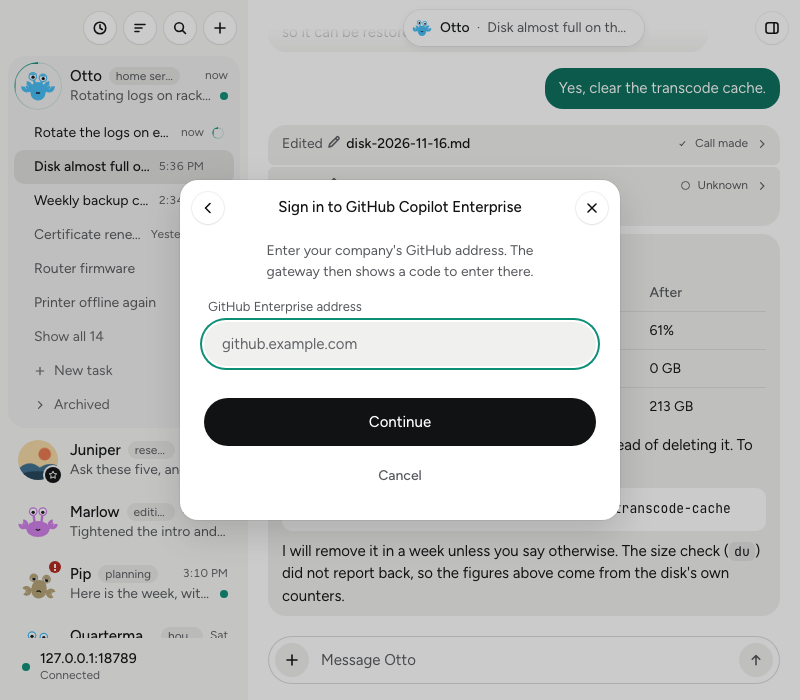 so it can be restor
Otto · Disk almost full on th...
Otto home ser... now
Rotating logs on rack...
Rotate the logs on e... now
Disk almost full o... 5:36 PM
Weekly backup c... 2:34
Certificate rene... Yeste
Router firmware
Printer offline again
Show all 14
New task
Archived
Juniper rese...
Ask these five, an
Marlow editi...
Tightened the intro and...
Pip planning 3:10 PM
Here is the week, wit...
Quarterma hou... Sat
127.0.0.1:18789
Connected
Yes, clear the transcode cache.
Edited disk-2026-11-16.md Call made
Unknown
Sign in to GitHub Copilot Enterprise
Enter your company's GitHub address. The
gateway then shows a code to enter there.
GitHub Enterprise address
github.example.com
Continue
Cancel
After
61%
0 GB
213 GB
ead of deleting it. To
transcode-cache
I will remove it in a week unless you say otherwise. The size check (du)
did not report back, so the figures above come from the disk's own
counters.
Message Otto